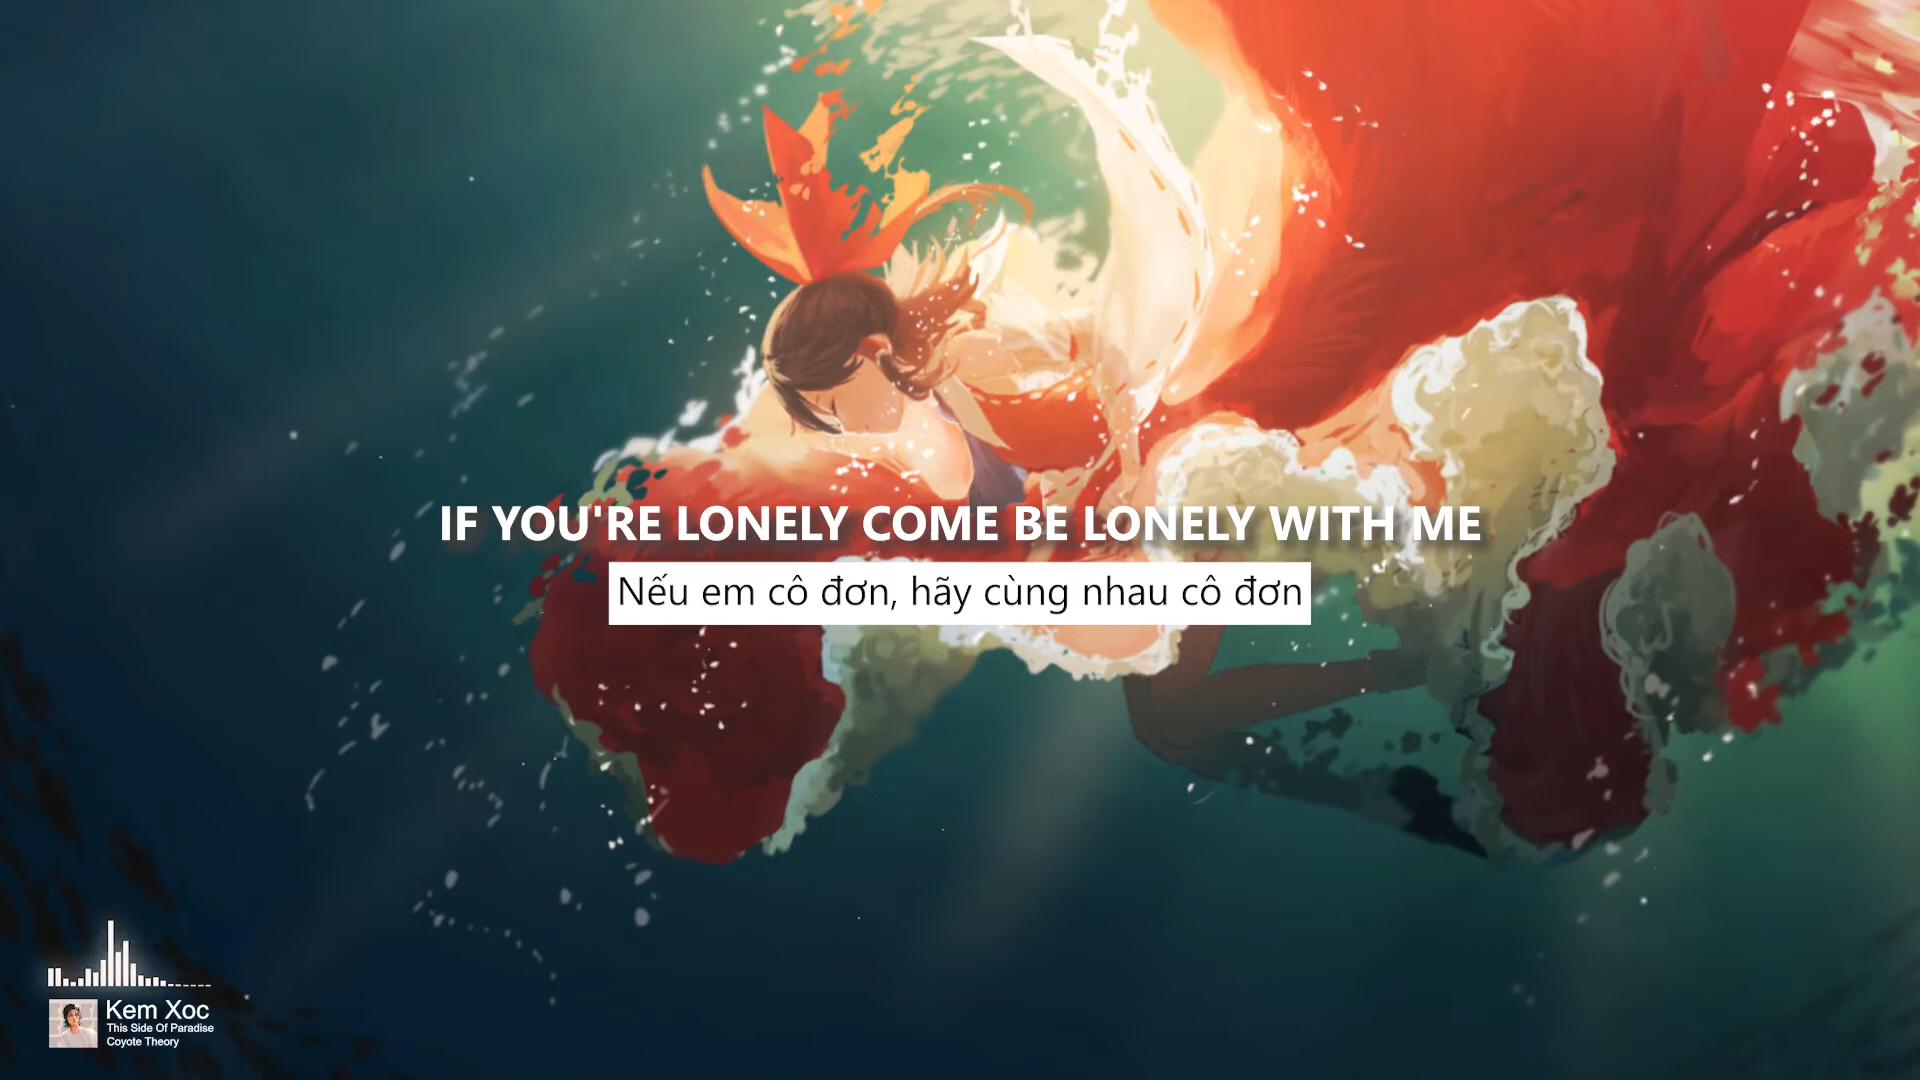 IF YOU'RE LONELY COME BE LONELY WITH ME
Nếu em cô đơn, hãy cùng nhau cô đơn
Kem Xoc
This Side Of Paradise
Coyote Theory